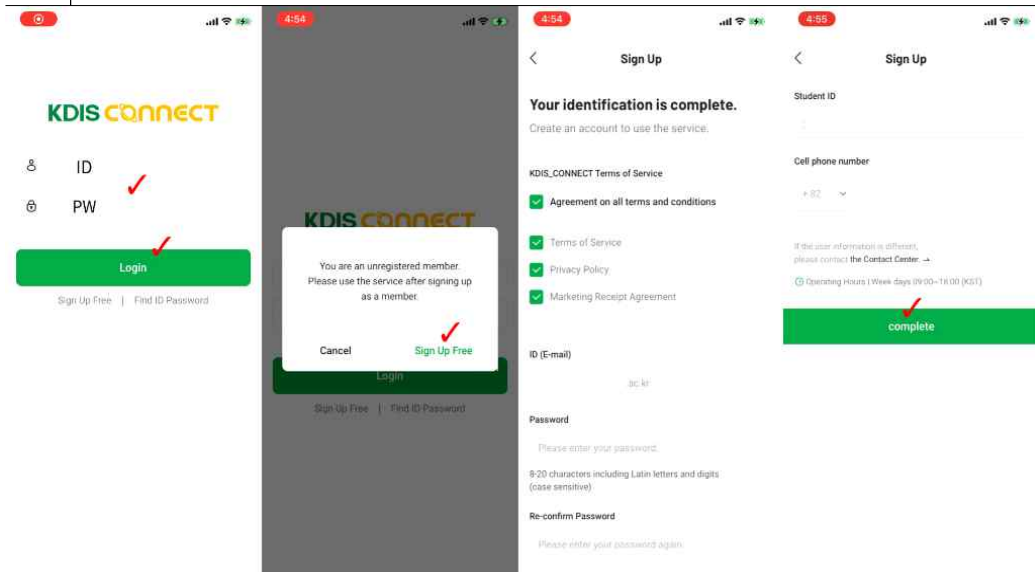 KDIS CONNECT
ID
PW
Login
Sign Up Free | Find ID Password
4:54
KDIS CONNECT
You are an unregistered member.
Please use the service after signing up
as a member.
Cancel Sign Up Free
Login
Sign Up Free | Find ID Password
4:54
Sign Up
Your identification is complete.
Create an account to use the service.
KDIS_CONNECT Terms of Service
Agreement on all terms and conditions
Terms of Service
Privacy Policy
Marketing Receipt Agreement
ID (E-mail)
ac.kr
Password
Please enter your password.
8-20 characters including Latin letters and digits
(case sensitive)
Re-confirm Password
Please enter your password again.
4:55
Sign Up
Student ID
Cell phone number
+ 82
If the user information is different,
please contact the Contact Center. →
Operating Hours | Week days 09:00~18:00 (KST)
complete